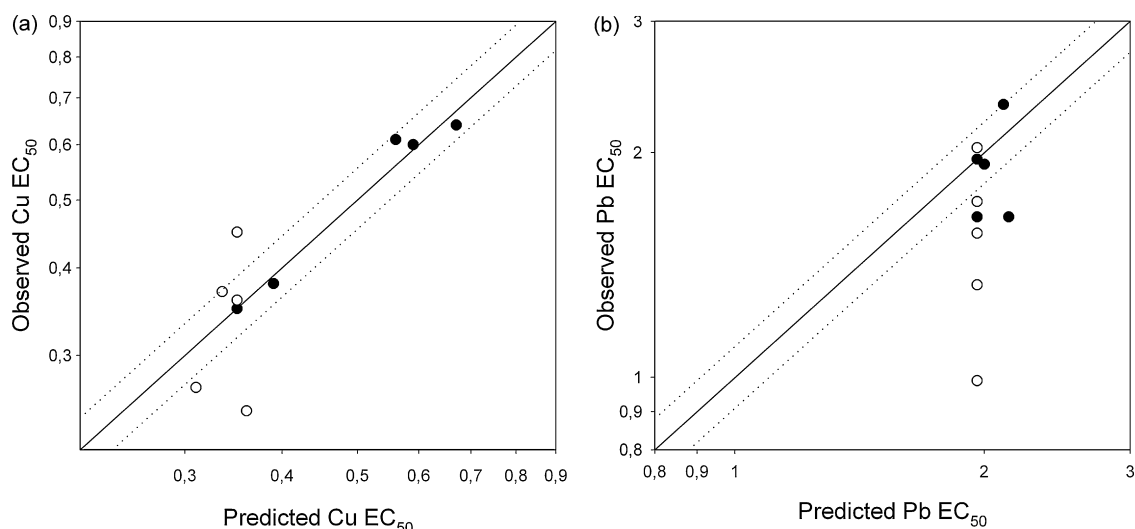 (a)
0,9
0,8
0,7
0,6
0,5
0,4
0,3
Observed Cu EC50
0,3 0,4 0,5 0,6 0,7 0,8 0,9
Predicted Cu EC50
(b)
3
2
1
0,9
0,8
Observed Pb EC50
0,8 0,9 1 2 3
Predicted Pb EC50